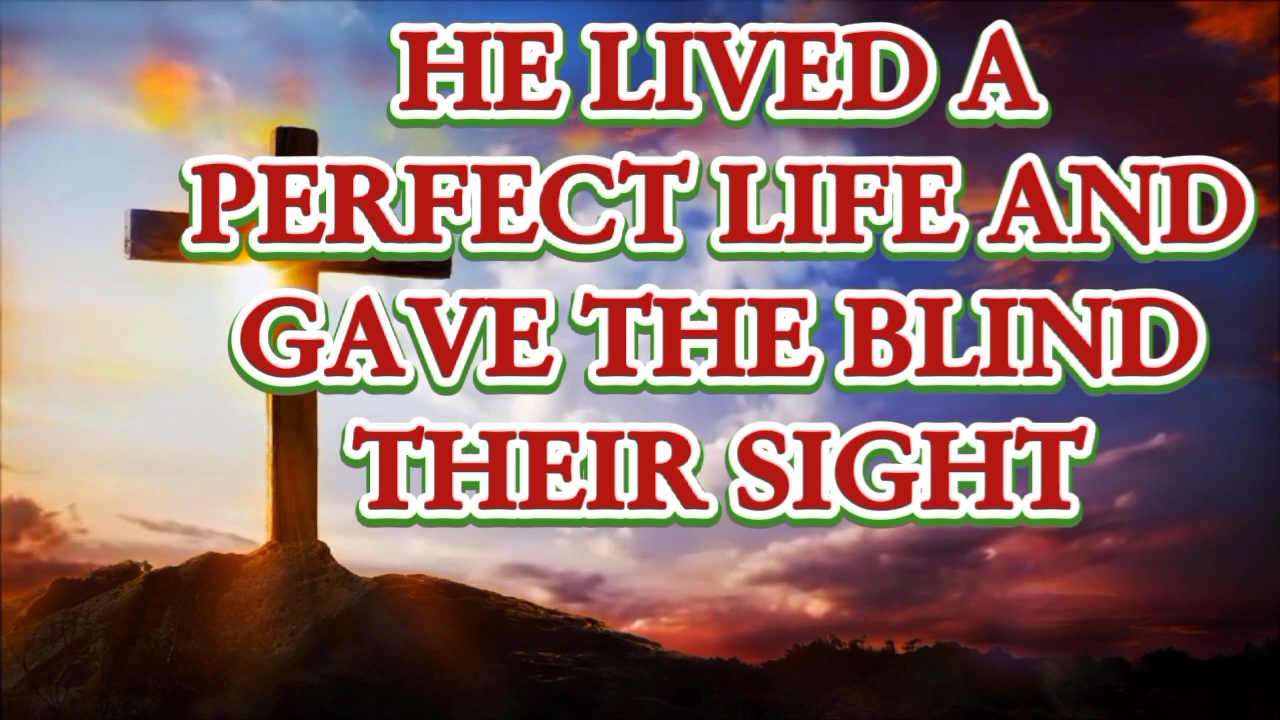 HE LIVED A
PERFECT LIFE AND
GAVE THE BLIND
THEIR SIGHT